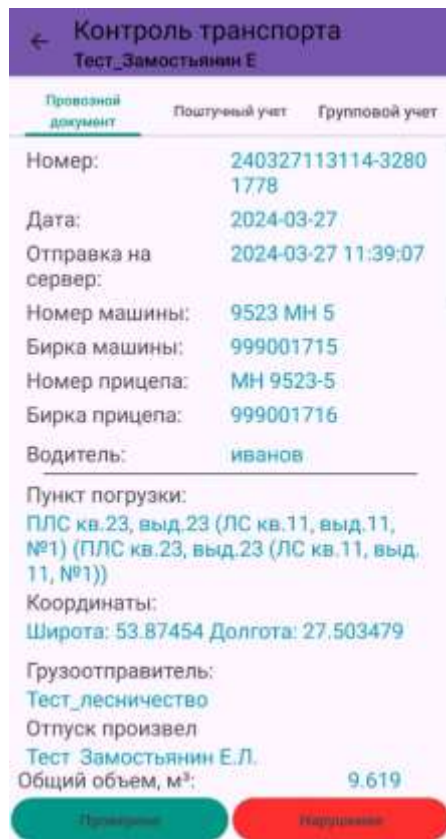 Контроль транспорта
Тест_Замостьянин Е
Провозной документ
Поштучный учет
Групповой учет
Номер: 240327113114-3280
1778
Дата: 2024-03-27
Отправка на сервер: 2024-03-27 11:39:07
Номер машины: 9523 МН 5
Бирка машины: 999001715
Номер прицепа: МН 9523-5
Бирка прицепа: 999001716
Водитель: иванов
Пункт погрузки:
ПЛС кв.23, выд.23 (ЛС кв.11, выд.11,
№1) (ПЛС кв.23, выд.23 (ЛС кв.11, выд.
11, №1))
Координаты:
Широта: 53.87454 Долгота: 27.503479
Грузоотправитель:
Тест_лесничество
Отпуск произвел
Тест Замостьянин Е.Л.
Общий объем, м³: 9.619
Проверено
Нарушение